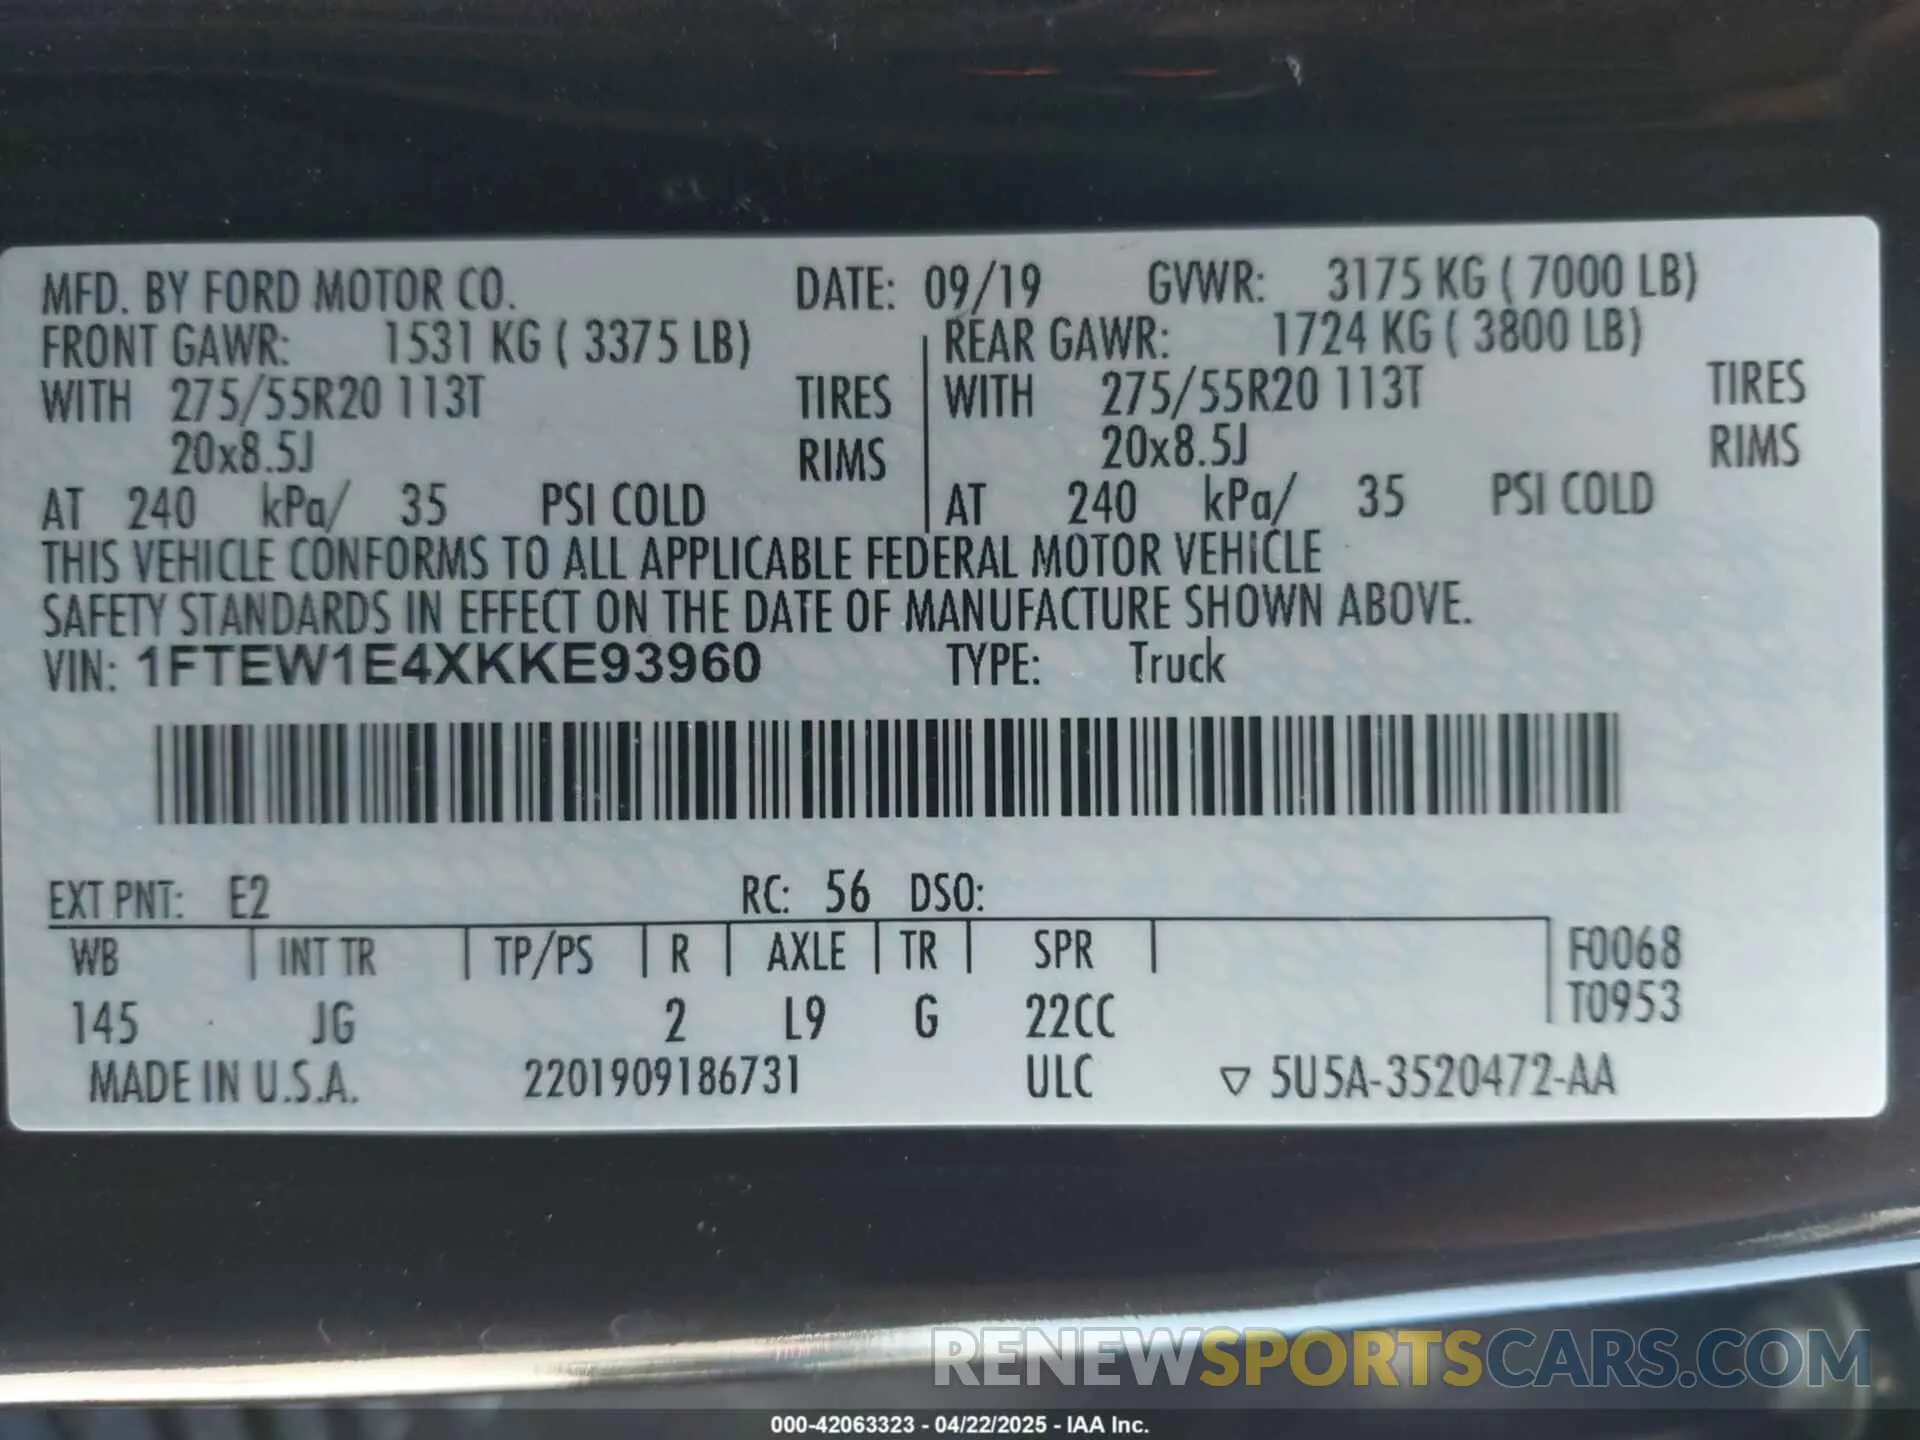 MFD. BY FORD MOTOR CO. DATE: 09/19 GVWR: 3175 KG ( 7000 LB)
FRONT GAWR: 1531 KG ( 3375 LB) REAR GAWR: 1724 KG ( 3800 LB)
WITH 275/55R20 113T TIRES WITH 275/55R20 113T TIRES
20x8.5J RIMS 20x8.5J RIMS
AT 240 kPa/ 35 PSI COLD AT 240 kPa/ 35 PSI COLD
THIS VEHICLE CONFORMS TO ALL APPLICABLE FEDERAL MOTOR VEHICLE
SAFETY STANDARDS IN EFFECT ON THE DATE OF MANUFACTURE SHOWN ABOVE.
VIN: 1FTEW1E4XKKE93960 TYPE: Truck
EXT PNT: E2 RC: 56 DSO:
WB INT TR TP/PS R AXLE TR SPR F0068
145 JG 2 L9 G 22CC T0953
MADE IN U.S.A. 2201909186731 ULC ▽ 5U5A-3520472-AA
RENEWSPORTSCARS.COM
000-42063323 - 04/22/2025 - IAA Inc.